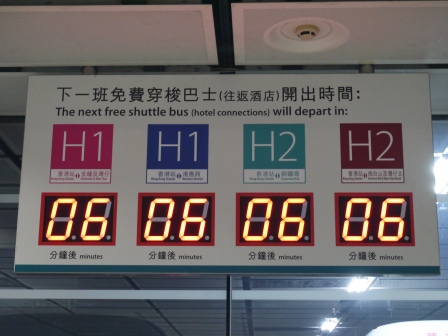 下一班免費穿梭巴士(往返酒店)開出時間:
The next free shuttle bus (hotel connections) will depart in:
H1 H1 H2 H2
06 06 06 06
分鐘後 minutes 分鐘後 minutes 分鐘後 minutes 分鐘後 minutes